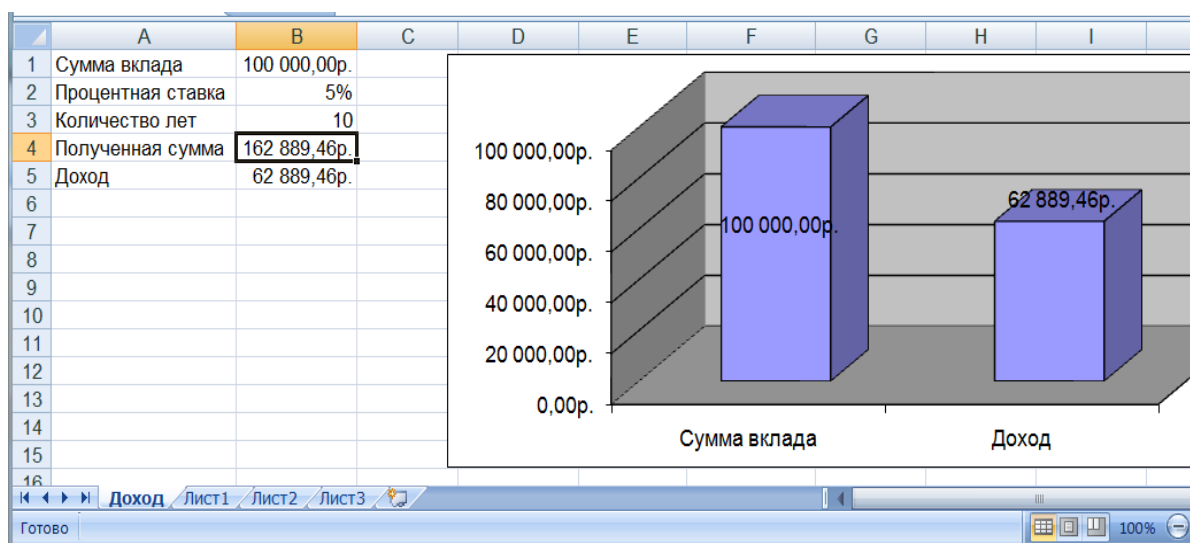 A B C D E F G H I
1 Сумма вклада 100 000,00р.
2 Процентная ставка 5%
3 Количество лет 10
4 Полученная сумма 162 889,46р.
5 Доход 62 889,46р.
6
7
8
9
10
11
12
13
14
15
16
100 000,00р.
80 000,00р.
60 000,00р.
40 000,00р.
20 000,00р.
0,00р.
100 000,00р.
62 889,46р.
Сумма вклада Доход
Доход Лист1 Лист2 Лист3
Готово 100%